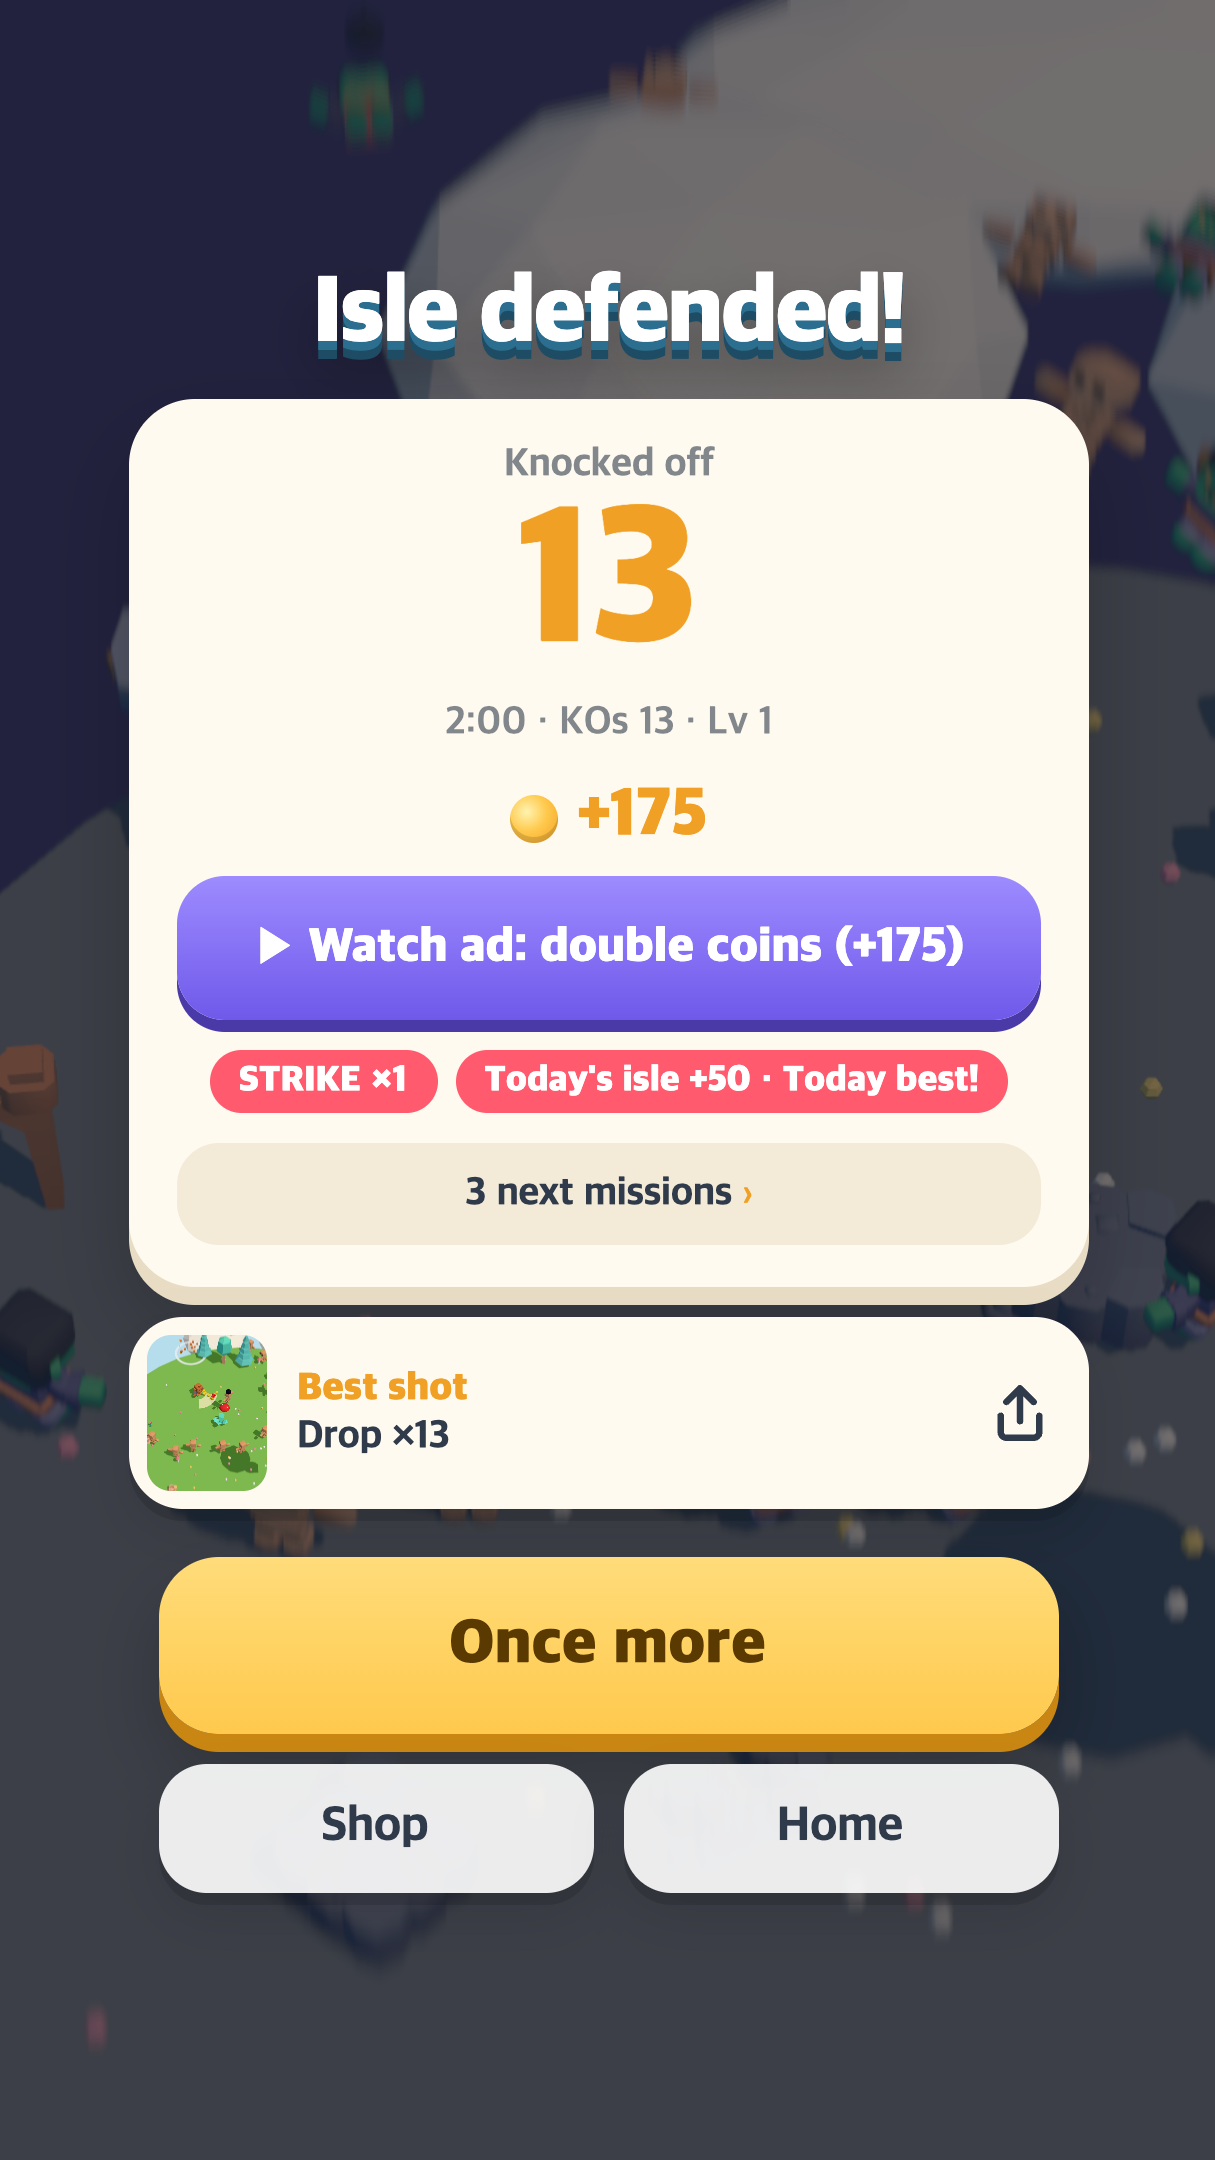 Isle defended!
Knocked off
13
2:00 · KOs 13 · Lv 1
+175
Watch ad: double coins (+175)
STRIKE ×1
Today's isle +50 · Today best!
3 next missions ›
Best shot
Drop ×13
Once more
Shop
Home